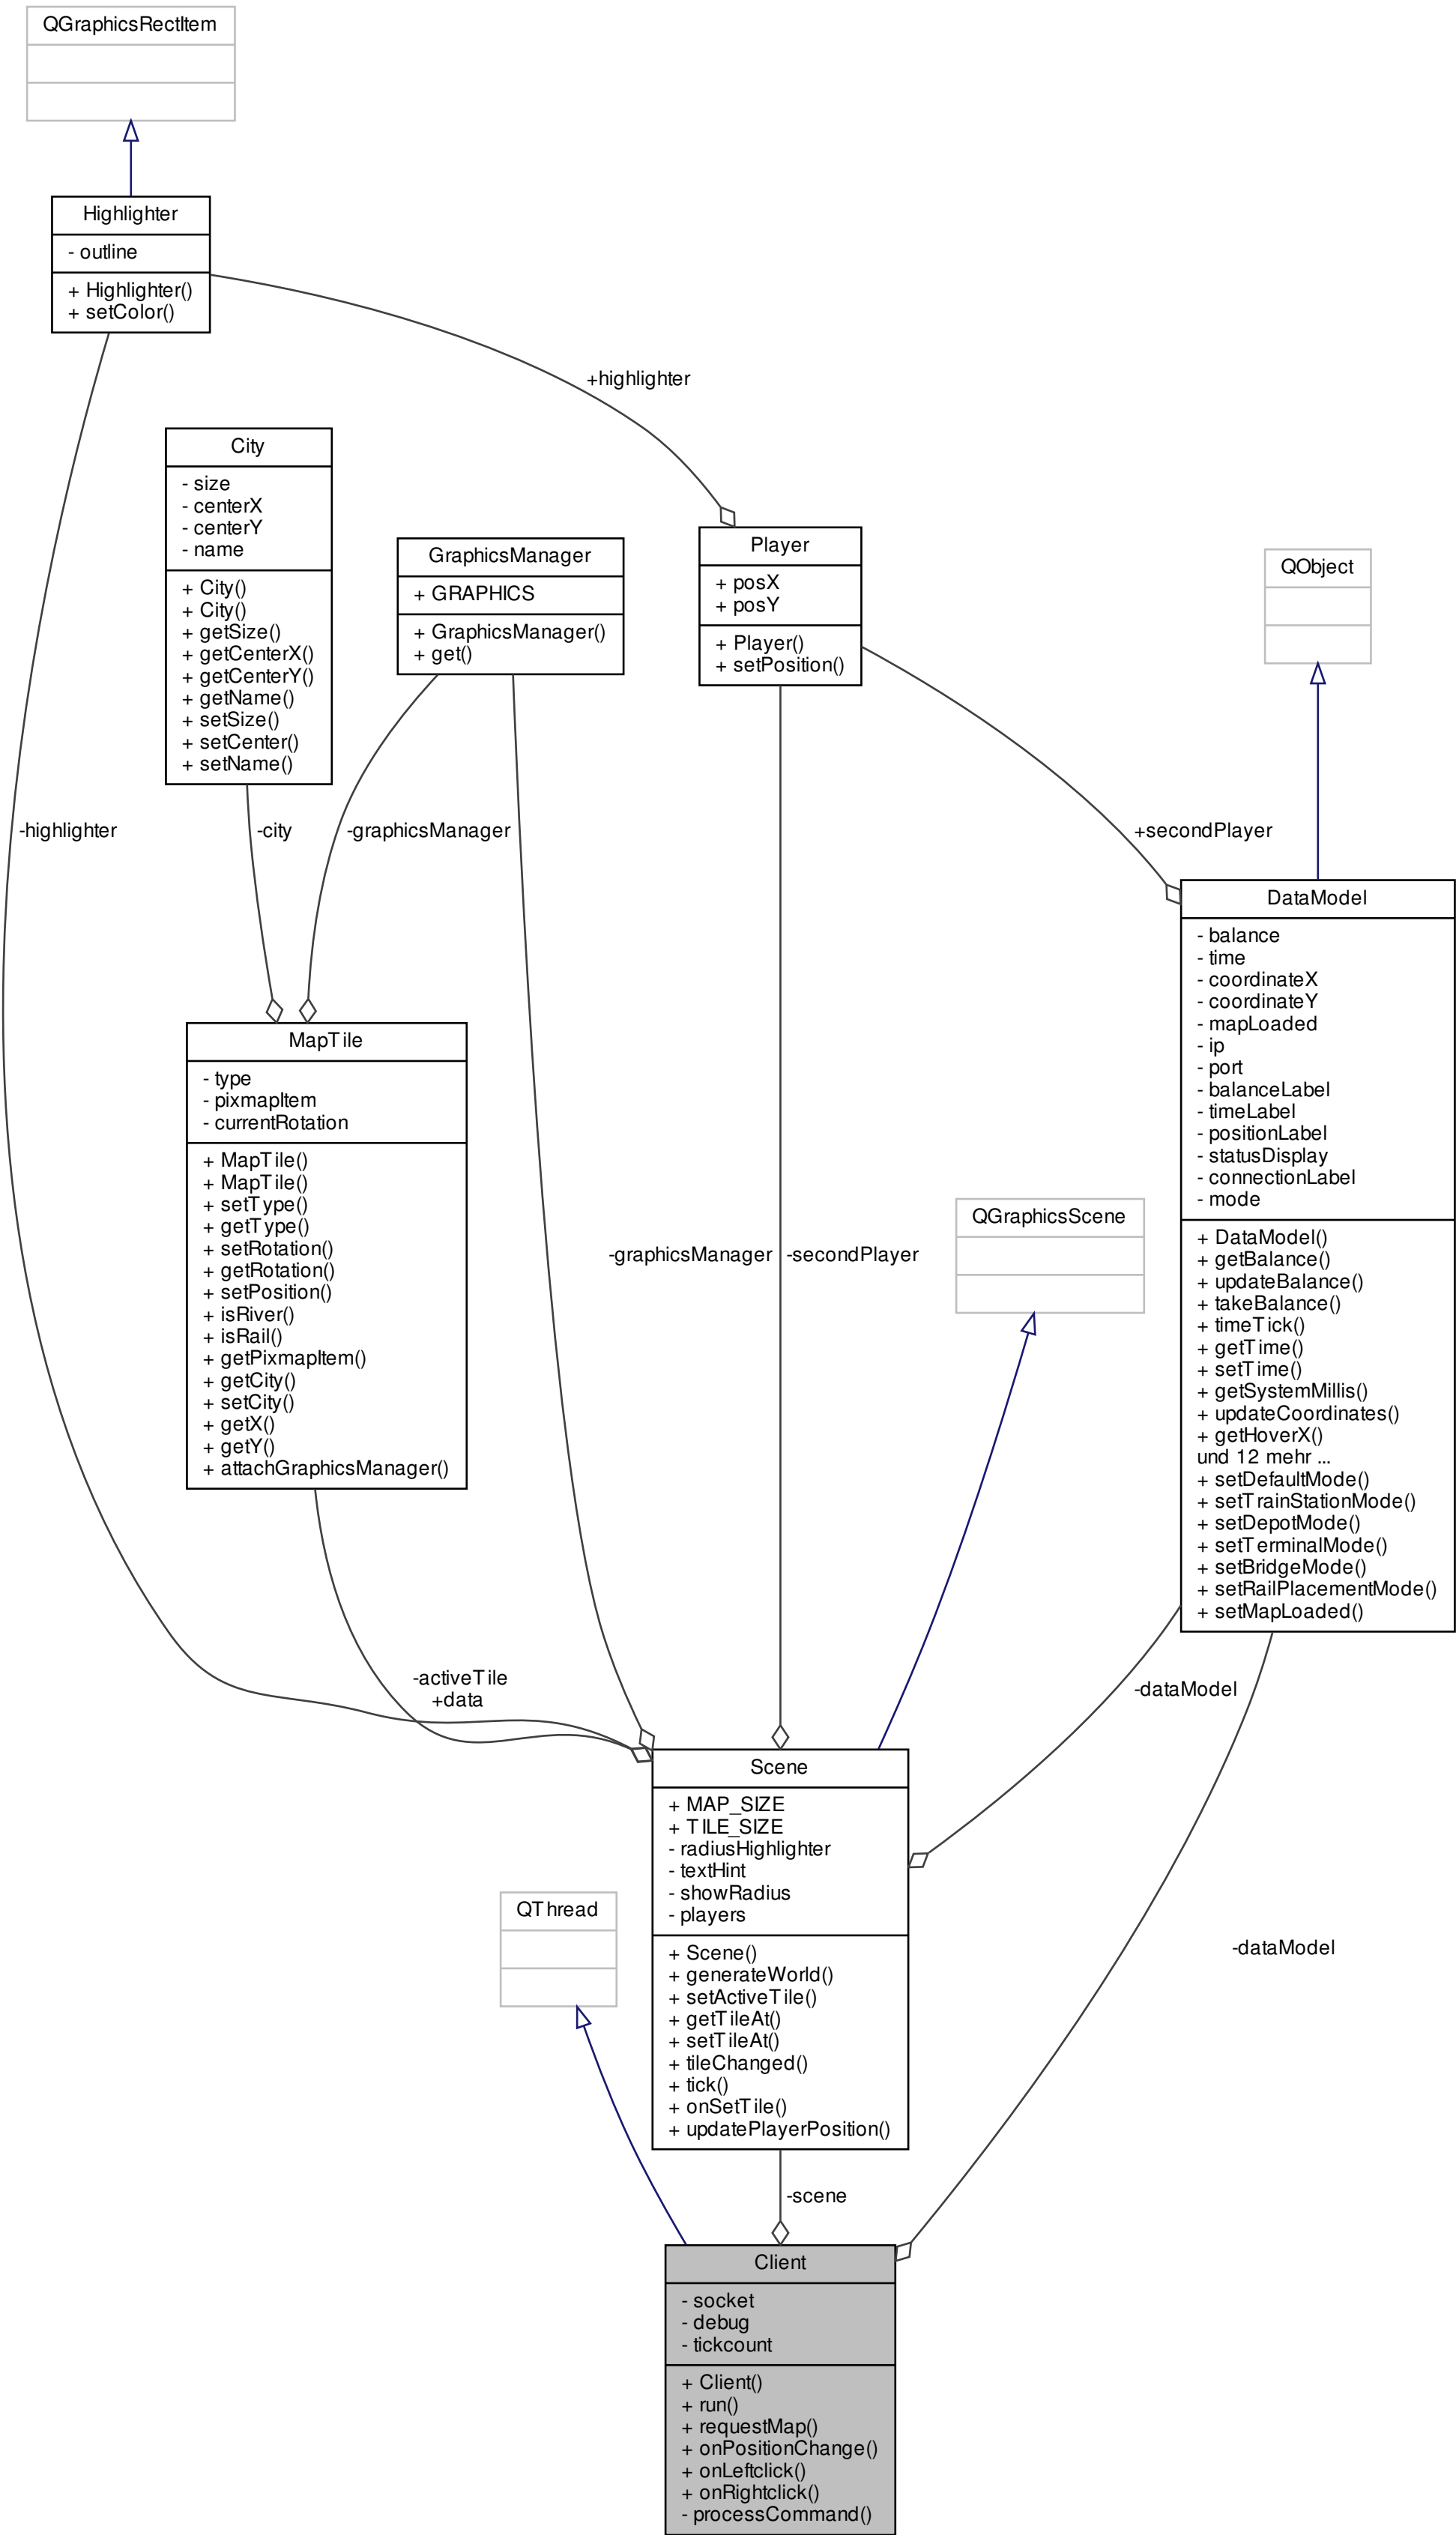 QGraphicsRectItem
Highlighter
- outline
+ Highlighter()
+ setColor()
+highlighter
City
- size
- centerX
- centerY
- name
+ City()
+ City()
+ getSize()
+ getCenterX()
+ getCenterY()
+ getName()
+ setSize()
+ setCenter()
+ setName()
GraphicsManager
+ GRAPHICS
+ GraphicsManager()
+ get()
Player
+ posX
+ posY
+ Player()
+ setPosition()
QObject
-highlighter
-city
-graphicsManager
+secondPlayer
DataModel
- balance
- time
- coordinateX
- coordinateY
- mapLoaded
- ip
- port
- balanceLabel
- timeLabel
- positionLabel
- statusDisplay
- connectionLabel
- mode
+ DataModel()
+ getBalance()
+ updateBalance()
+ takeBalance()
+ timeTick()
+ getTime()
+ setTime()
+ getSystemMillis()
+ updateCoordinates()
+ getHoverX()
und 12 mehr ...
+ setDefaultMode()
+ setTrainStationMode()
+ setDepotMode()
+ setTerminalMode()
+ setBridgeMode()
+ setRailPlacementMode()
+ setMapLoaded()
MapTile
- type
- pixmapItem
- currentRotation
+ MapTile()
+ MapTile()
+ setType()
+ getType()
+ setRotation()
+ getRotation()
+ setPosition()
+ isRiver()
+ isRail()
+ getPixmapItem()
+ getCity()
+ setCity()
+ getX()
+ getY()
+ attachGraphicsManager()
-graphicsManager
-secondPlayer
QGraphicsScene
-activeTile
+data
-dataModel
Scene
+ MAP_SIZE
+ TILE_SIZE
- radiusHighlighter
- textHint
- showRadius
- players
+ Scene()
+ generateWorld()
+ setActiveTile()
+ getTileAt()
+ setTileAt()
+ tileChanged()
+ tick()
+ onSetTile()
+ updatePlayerPosition()
QThread
-dataModel
-scene
Client
- socket
- debug
- tickcount
+ Client()
+ run()
+ requestMap()
+ onPositionChange()
+ onLeftclick()
+ onRightclick()
- processCommand()